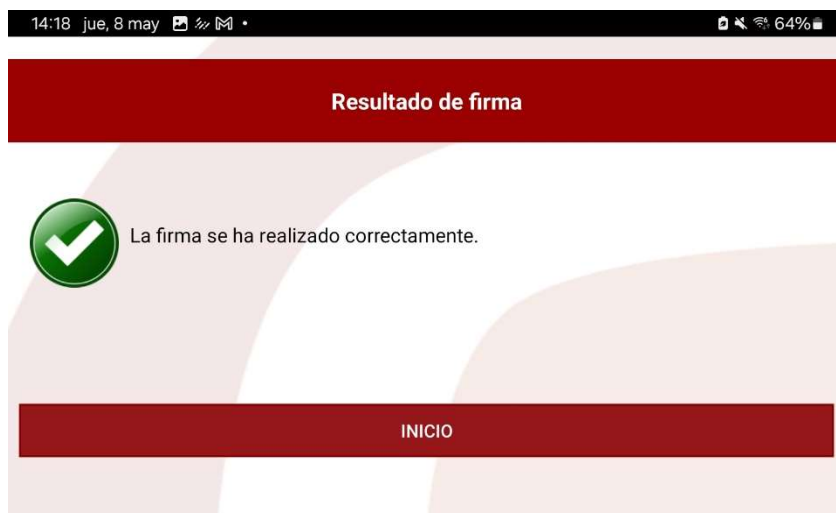 14:18 jue, 8 may
64%
Resultado de firma
La firma se ha realizado correctamente.
INICIO